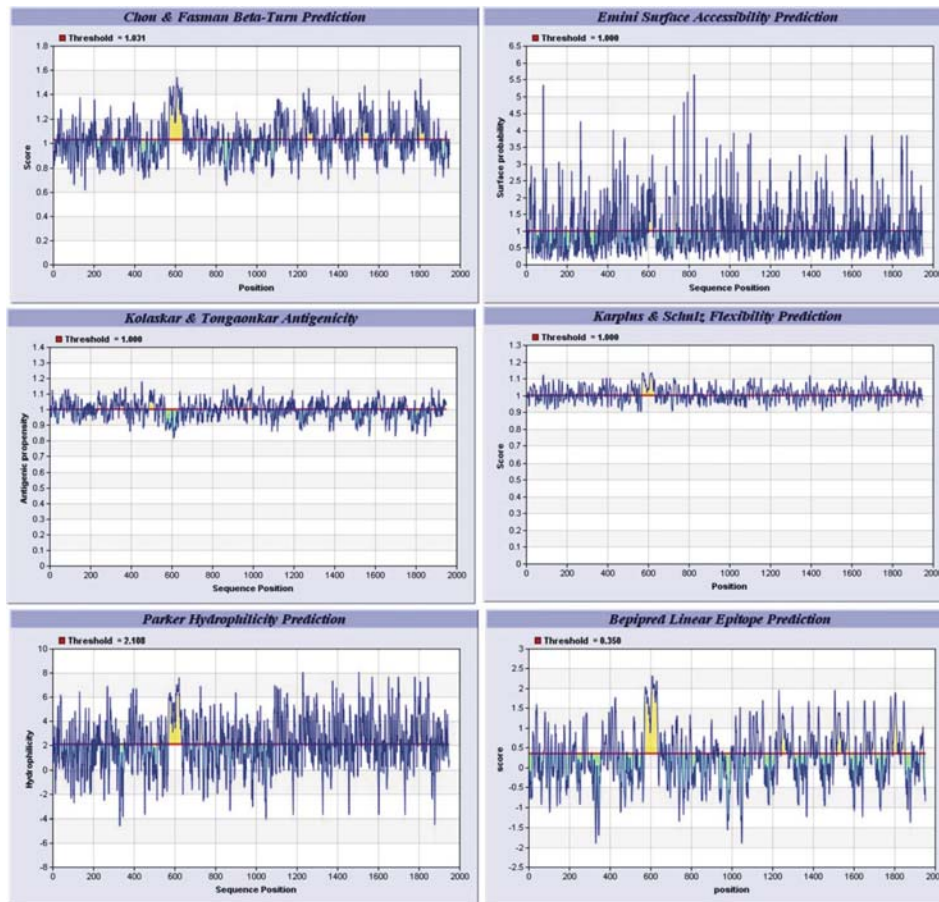 Chou & Fasman Beta-Turn Prediction
Threshold = 1.031
1.8
1.6
1.4
1.2
1
0.8
0.6
0.4
0.2
0
Score
0 200 400 600 800 1000 1200 1400 1600 1800 2000
Position
Emini Surface Accessibility Prediction
Threshold = 1.000
6.5
6
5.5
5
4.5
4
3.5
3
2.5
2
1.5
1
0.5
0
Surface probability
0 200 400 600 800 1000 1200 1400 1600 1800 2000
Sequence Position
Kolaskar & Tongaonkar Antigenicity
Threshold = 1.000
1.4
1.3
1.2
1.1
1
0.9
0.8
0.7
0.6
0.5
0.4
0.3
0.2
0.1
0
Antigenic propensity
0 200 400 600 800 1000 1200 1400 1600 1800 2000
Sequence Position
Karplus & Schulz Flexibility Prediction
Threshold = 1.000
1.3
1.2
1.1
1
0.9
0.8
0.7
0.6
0.5
0.4
0.3
0.2
0.1
0
Score
0 200 400 600 800 1000 1200 1400 1600 1800 2000
Position
Parker Hydrophilicity Prediction
Threshold = 2.108
10
8
6
4
2
0
-2
-4
-6
-8
Hydrophilicity
0 200 400 600 800 1000 1200 1400 1600 1800 2000
Sequence Position
Bepipred Linear Epitope Prediction
Threshold = 0.350
3
2.5
2
1.5
1
0.5
0
-0.5
-1
-1.5
-2
-2.5
score
0 200 400 600 800 1000 1200 1400 1600 1800 2000
position